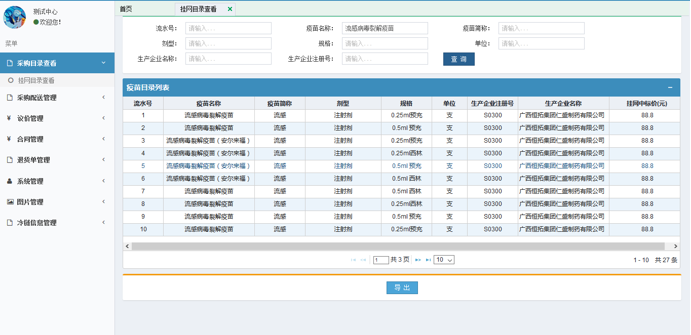 测试中心
欢迎您!
菜单
采购目录查看
挂网目录查看
采购配送管理
议价管理
合同管理
退货单管理
系统管理
图片管理
冷链信息管理
首页
挂网目录查看
流水号: 请输入... 疫苗名称: 流感病毒裂解疫苗 疫苗简称: 请输入...
剂型: 请输入... 规格: 请输入... 单位: 请输入...
生产企业名称: 请输入... 生产企业注册号: 请输入... 查 询
疫苗目录列表
流水号 疫苗名称 疫苗简称 剂型 规格 单位 生产企业注册号 生产企业名称 挂网中标价(元)
1 流感病毒裂解疫苗 流感 注射剂 0.25ml预充 支 S0300 广西恒拓集团仁盛制药有限公司 88.8
2 流感病毒裂解疫苗 流感 注射剂 0.5ml 预充 支 S0300 广西恒拓集团仁盛制药有限公司 88.8
3 流感病毒裂解疫苗(安尔来福) 流感 注射剂 0.25ml预充 支 S0300 广西恒拓集团仁盛制药有限公司 88.8
4 流感病毒裂解疫苗(安尔来福) 流感 注射剂 0.25ml西林 支 S0300 广西恒拓集团仁盛制药有限公司 88.8
5 流感病毒裂解疫苗(安尔来福) 流感 注射剂 0.5ml 预充 支 S0300 广西恒拓集团仁盛制药有限公司 88.8
6 流感病毒裂解疫苗(安尔来福) 流感 注射剂 0.5ml 西林 支 S0300 广西恒拓集团仁盛制药有限公司 88.8
7 流感病毒裂解疫苗 流感 注射剂 0.5ml 西林 支 S0300 广西恒拓集团仁盛制药有限公司 88.8
8 流感病毒裂解疫苗 流感 注射剂 0.25ml西林 支 S0300 广西恒拓集团仁盛制药有限公司 88.8
9 流感病毒裂解疫苗 流感 注射剂 0.5ml 预充 支 S0300 广西恒拓集团仁盛制药有限公司 88.8
10 流感病毒裂解疫苗 流感 注射剂 0.25ml预充 支 S0300 广西恒拓集团仁盛制药有限公司 88.8
1 共 3 页 10 1 - 10 共 27 条
导 出